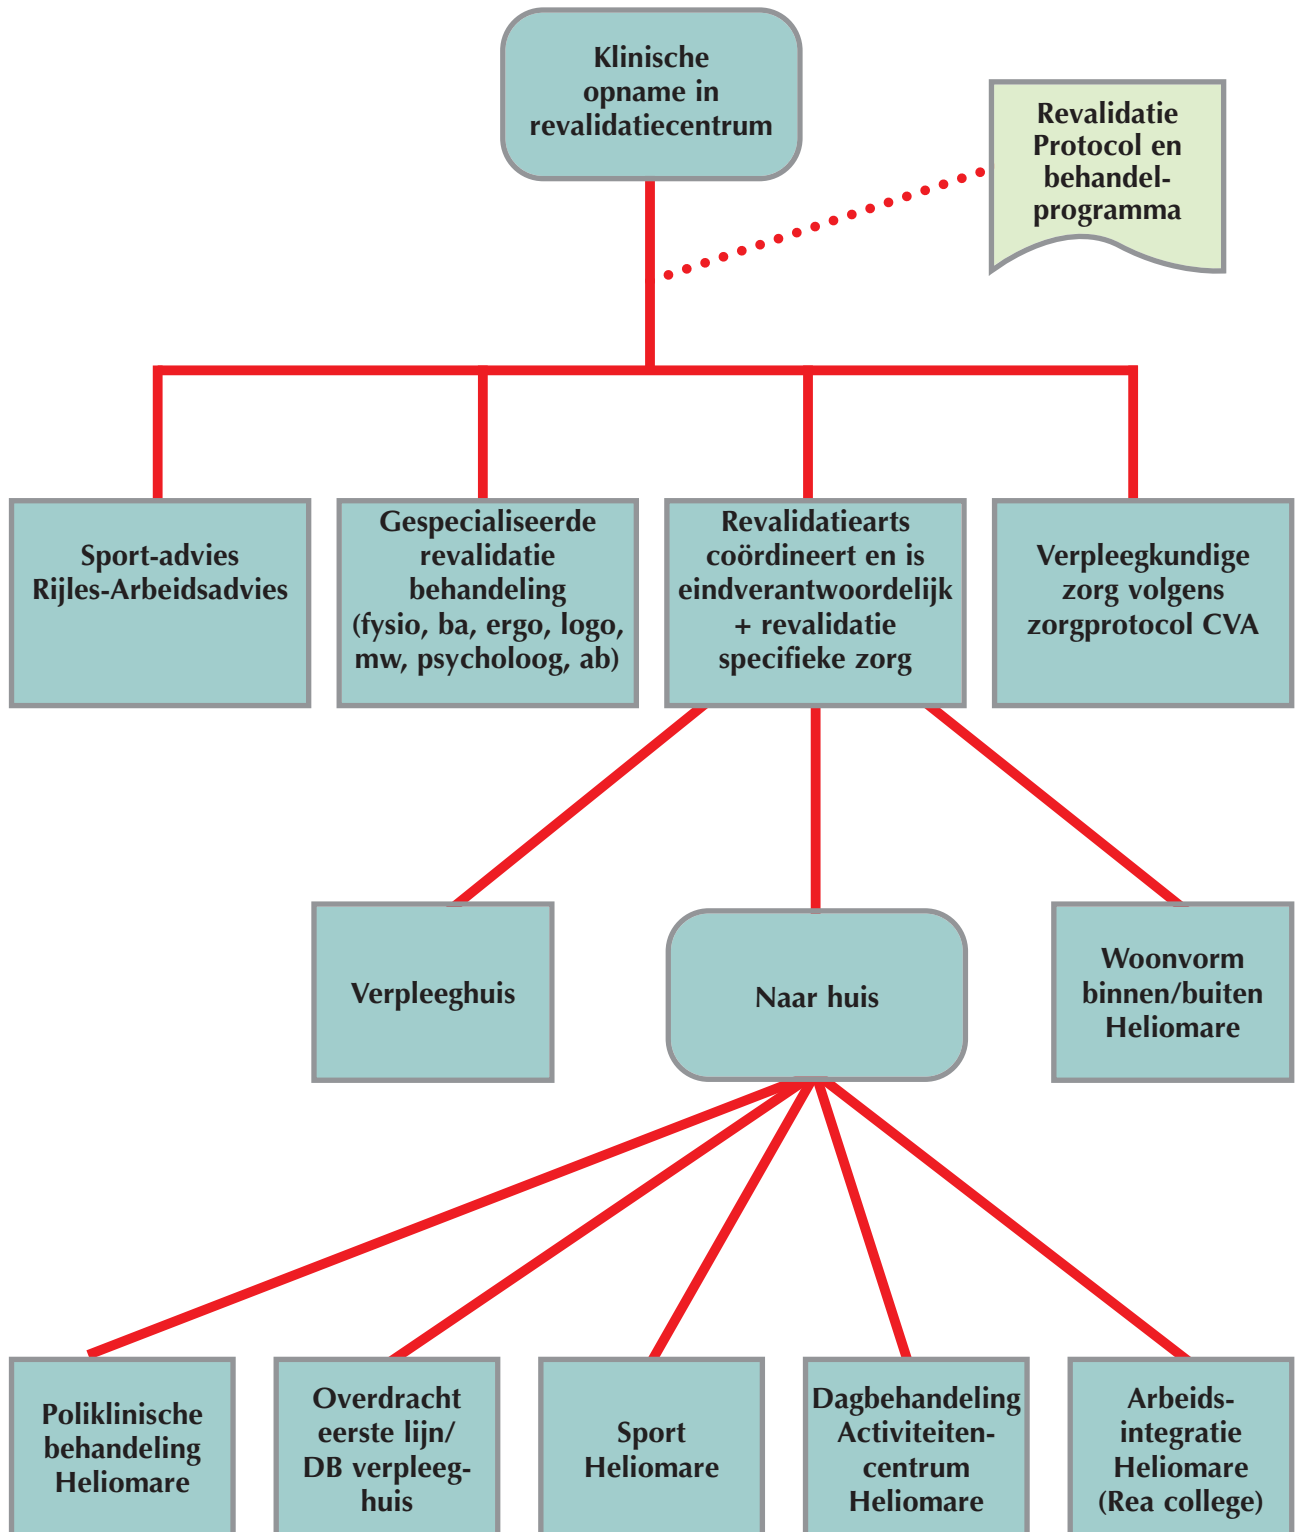 Klinische
opname in
revalidatiecentrum
Revalidatie
Protocol en
behandel-
programma
Sport-advies
Rijles-Arbeidsadvies
Gespecialiseerde
revalidatie
behandeling
(fysio, ba, ergo, logo,
mw, psycholoog, ab)
Revalidatiearts
coördineert en is
eindverantwoordelijk
+ revalidatie
specifieke zorg
Verpleegkundige
zorg volgens
zorgprotocol CVA
Verpleeghuis
Naar huis
Woonvorm
binnen/buiten
Heliomare
Poliklinische
behandeling
Heliomare
Overdracht
eerste lijn/
DB verpleeg-
huis
Sport
Heliomare
Dagbehandeling
Activiteiten-
centrum
Heliomare
Arbeids-
integratie
Heliomare
(Rea college)